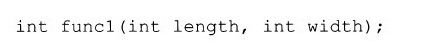 int func1(int length, int width);